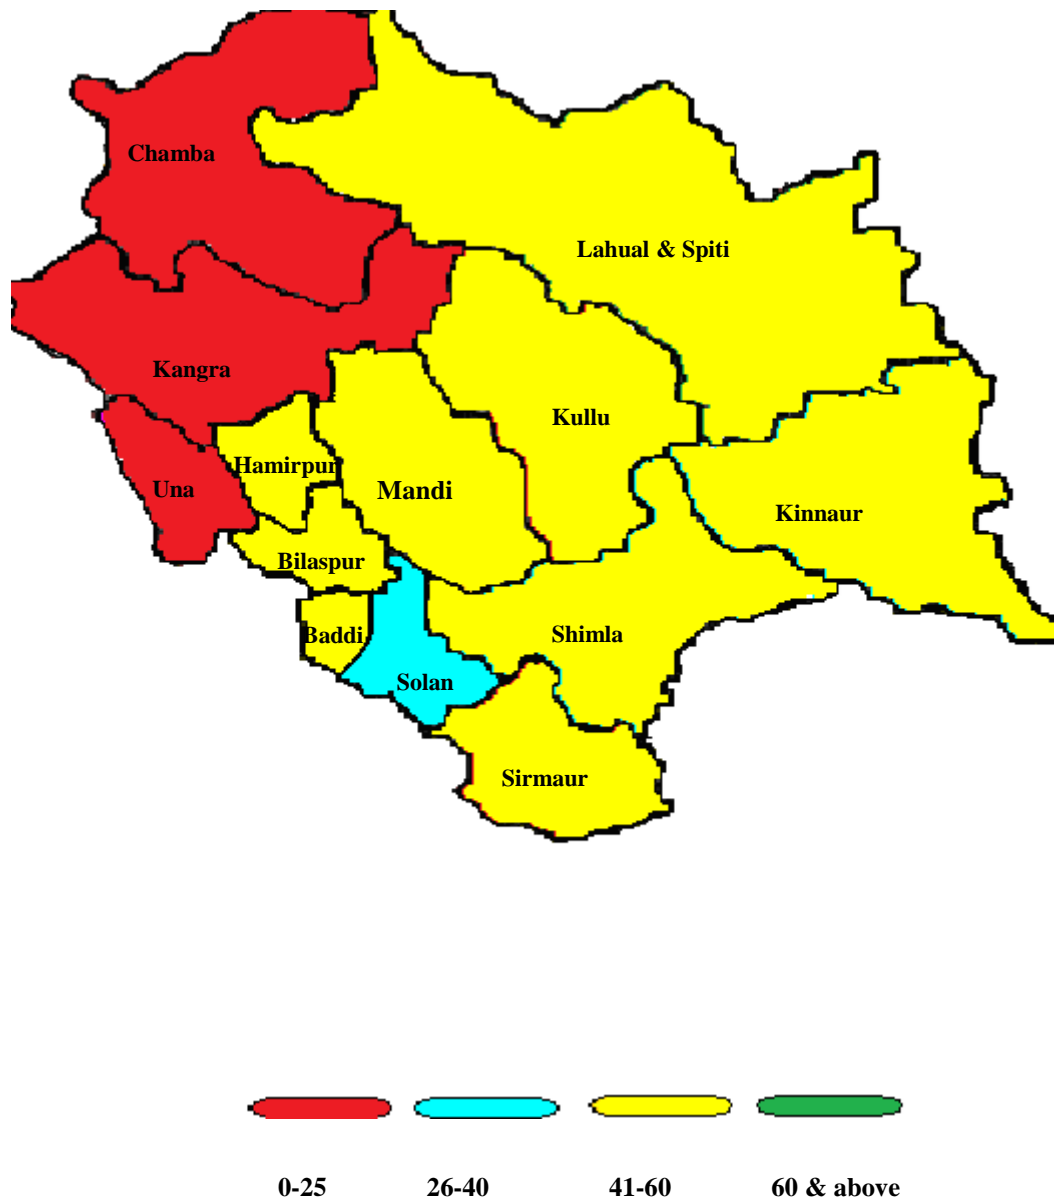 Chamba
Lahual & Spiti
Kangra
Kullu
Hamirpur
Una
Mandi
Kinnaur
Bilaspur
Baddi
Shimla
Solan
Sirmaur
0-25 26-40 41-60 60 & above